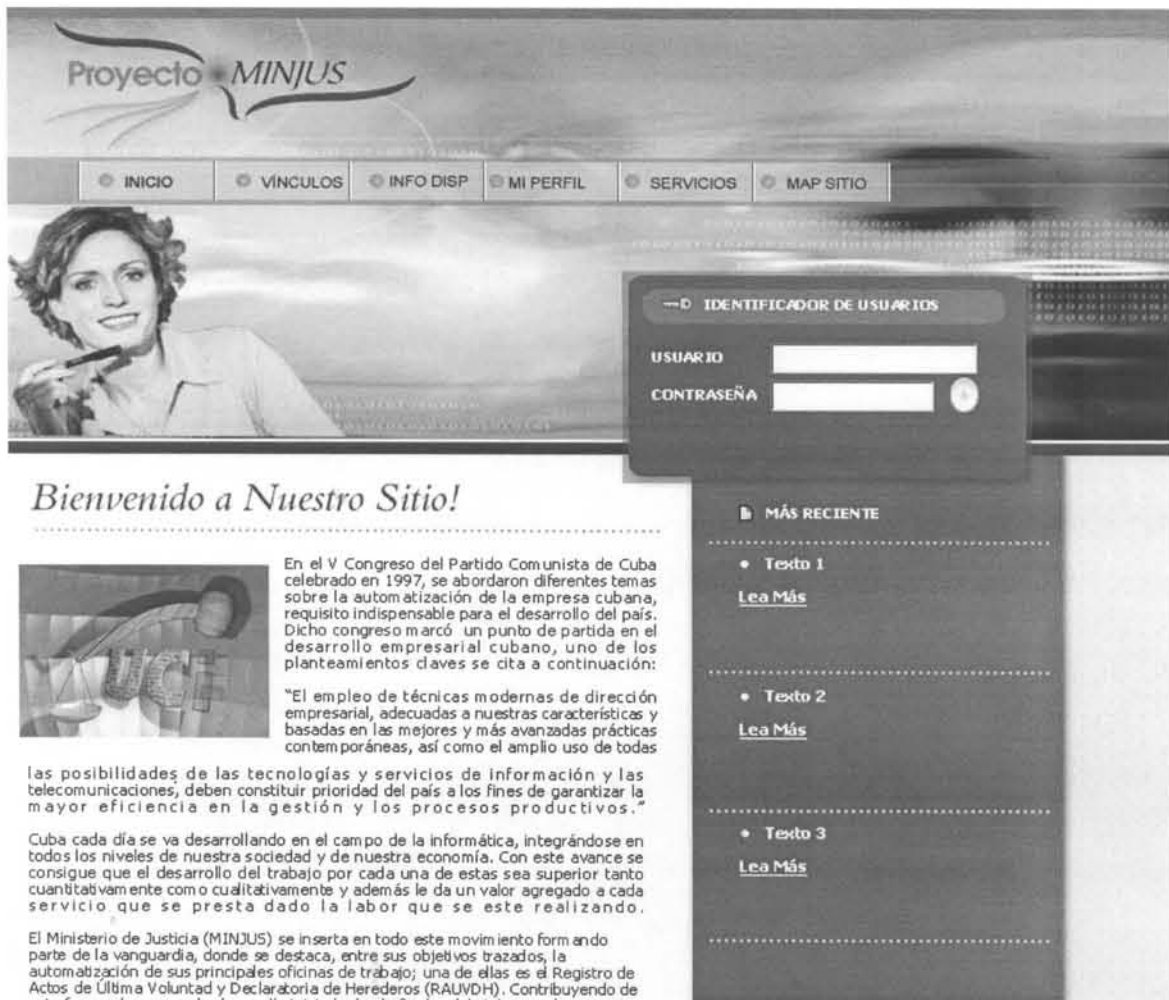 Proyecto MINJUS
INICIO
VÍNCULOS
INFO DISP
MI PERFIL
SERVICIOS
MAP SITIO
IDENTIFICADOR DE USUARIOS
USUARIO
CONTRASEÑA
Bienvenido a Nuestro Sitio!
UCI
En el V Congreso del Partido Comunista de Cuba
celebrado en 1997, se abordaron diferentes temas
sobre la automatización de la empresa cubana,
requisito indispensable para el desarrollo del país.
Dicho congreso marcó un punto de partida en el
desarrollo empresarial cubano, uno de los
planteamientos claves se cita a continuación:
"El empleo de técnicas modernas de dirección
empresarial, adecuadas a nuestras características y
basadas en las mejores y más avanzadas prácticas
contemporáneas, así como el amplio uso de todas
las posibilidades de las tecnologías y servicios de información y las
telecomunicaciones, deben constituir prioridad del país a los fines de garantizar la
mayor eficiencia en la gestión y los procesos productivos."
Cuba cada día se va desarrollando en el campo de la informática, integrándose en
todos los niveles de nuestra sociedad y de nuestra economía. Con este avance se
consigue que el desarrollo del trabajo por cada una de estas sea superior tanto
cuantitativamente como cualitativamente y además le da un valor agregado a cada
servicio que se presta dado la labor que se este realizando.
El Ministerio de Justicia (MINJUS) se inserta en todo este movimiento formando
parte de la vanguardia, donde se destaca, entre sus objetivos trazados, la
automatización de sus principales oficinas de trabajo; una de ellas es el Registro de
Actos de Última Voluntad y Declaratoria de Herederos (RAUVDH). Contribuyendo de
MÁS RECIENTE
• Texto 1
Lea Más
• Texto 2
Lea Más
• Texto 3
Lea Más